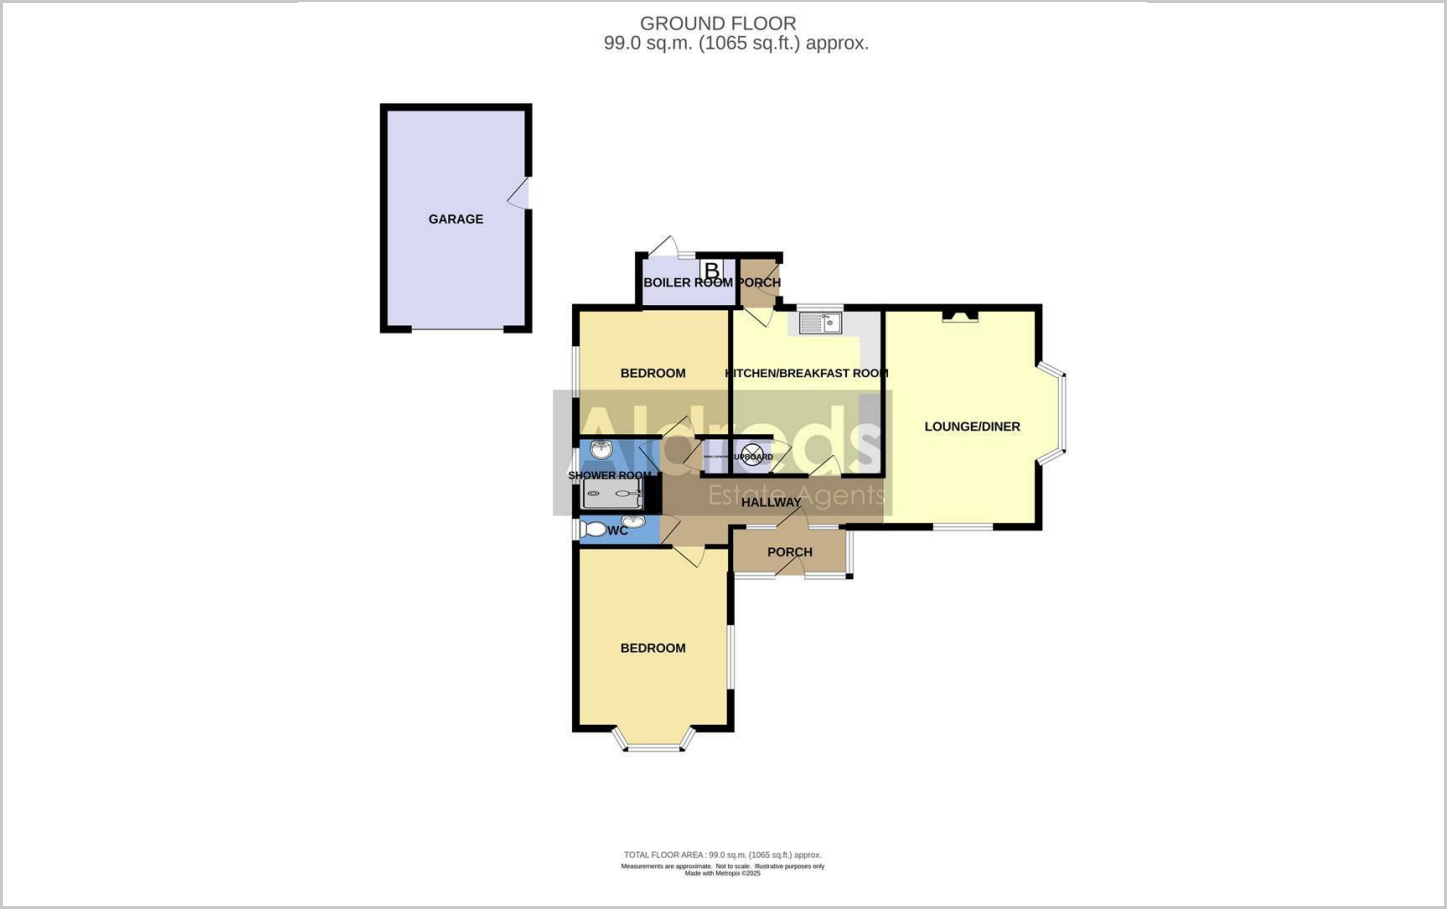 GROUND FLOOR
99.0 sq.m. (1065 sq.ft.) approx.
GARAGE
B
BOILER ROOM
PORCH
BEDROOM
KITCHEN/BREAKFAST ROOM
LOUNGE/DINER
Aldreds
Estate Agents
SHOWER ROOM
CUPBOARD
HALLWAY
WC
PORCH
BEDROOM
TOTAL FLOOR AREA : 99.0 sq.m. (1065 sq.ft.) approx.
Measurements are approximate. Not to scale. Illustrative purposes only
Made with Metropix ©2025